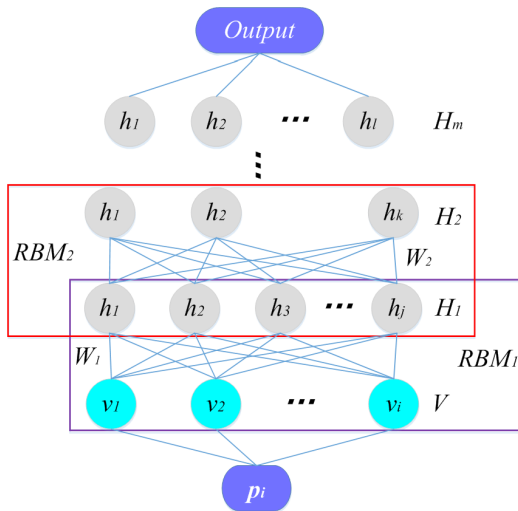 Output
h1 h2 ... hl Hm
⋮
h1 h2 hk H2
RBM2
W2
h1 h2 h3 ... hj H1
W1 RBM1
v1 v2 ... vi V
pi